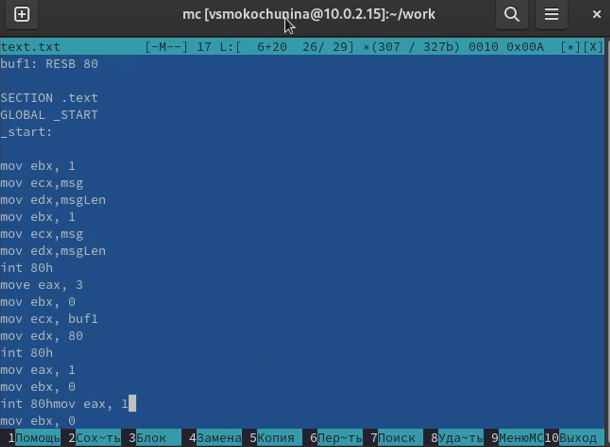 mc [vsmokochunina@10.0.2.15]:~/work
text.txt [-M--] 17 L:[ 6+20 26/ 29] *(307 / 327b) 0010 0x00A [*][X]
buf1: RESB 80
SECTION .text
GLOBAL _START
_start:
mov ebx, 1
mov ecx,msg
mov edx,msgLen
mov ebx, 1
mov ecx,msg
mov edx,msgLen
int 80h
move eax, 3
mov ebx, 0
mov ecx, buf1
mov edx, 80
int 80h
mov eax, 1
mov ebx, 0
int 80hmov eax, 1
mov ebx, 0
1Помощь 2Сох~ть 3Блок 4Замена 5Копия 6Пер~ть 7Поиск 8Уда~ть 9МенюMC 10Выход